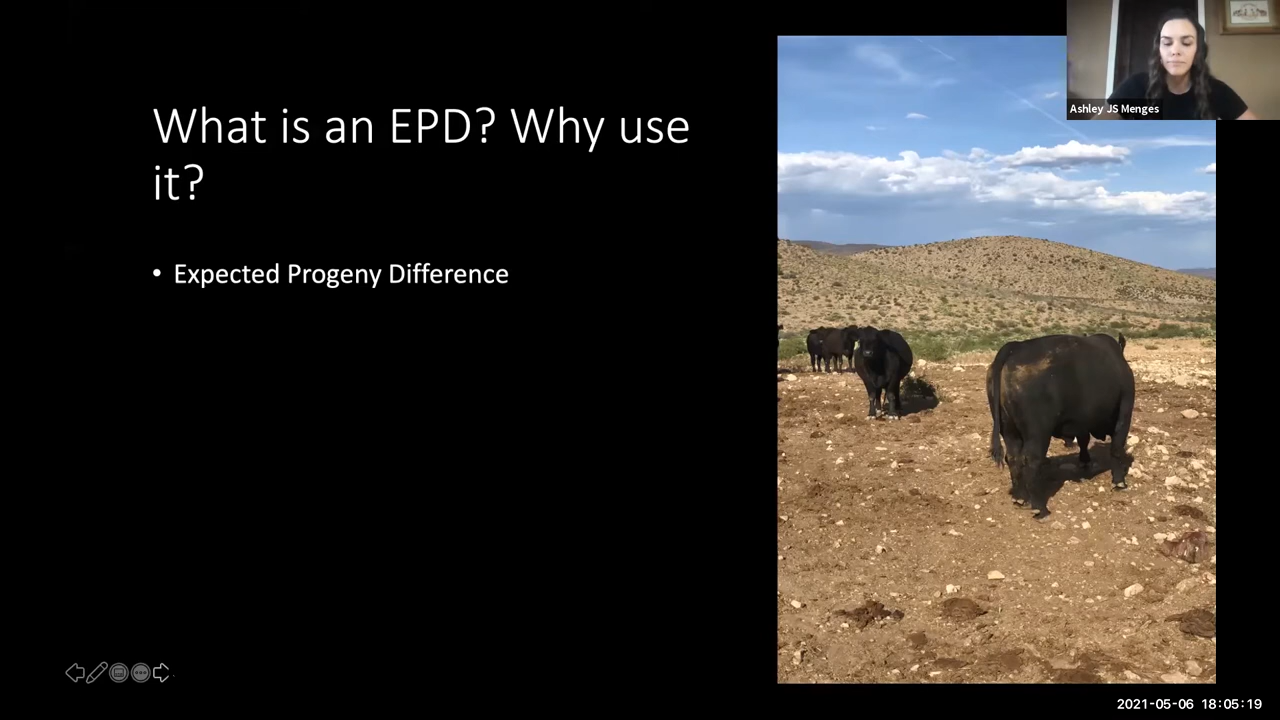 Ashley JS Menges
What is an EPD? Why use
it?
• Expected Progeny Difference
2021-05-06 18:05:19